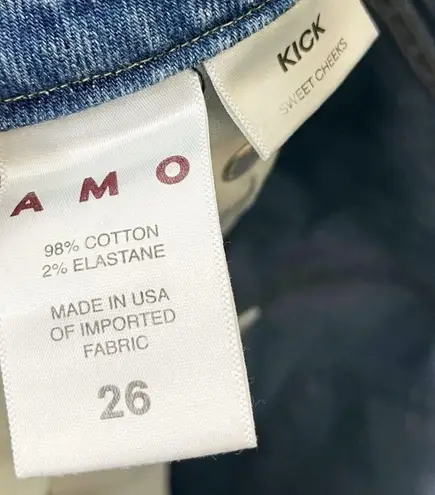 KICK
SWEET CHEEKS
AMO
98% COTTON
2% ELASTANE
MADE IN USA
OF IMPORTED
FABRIC
26